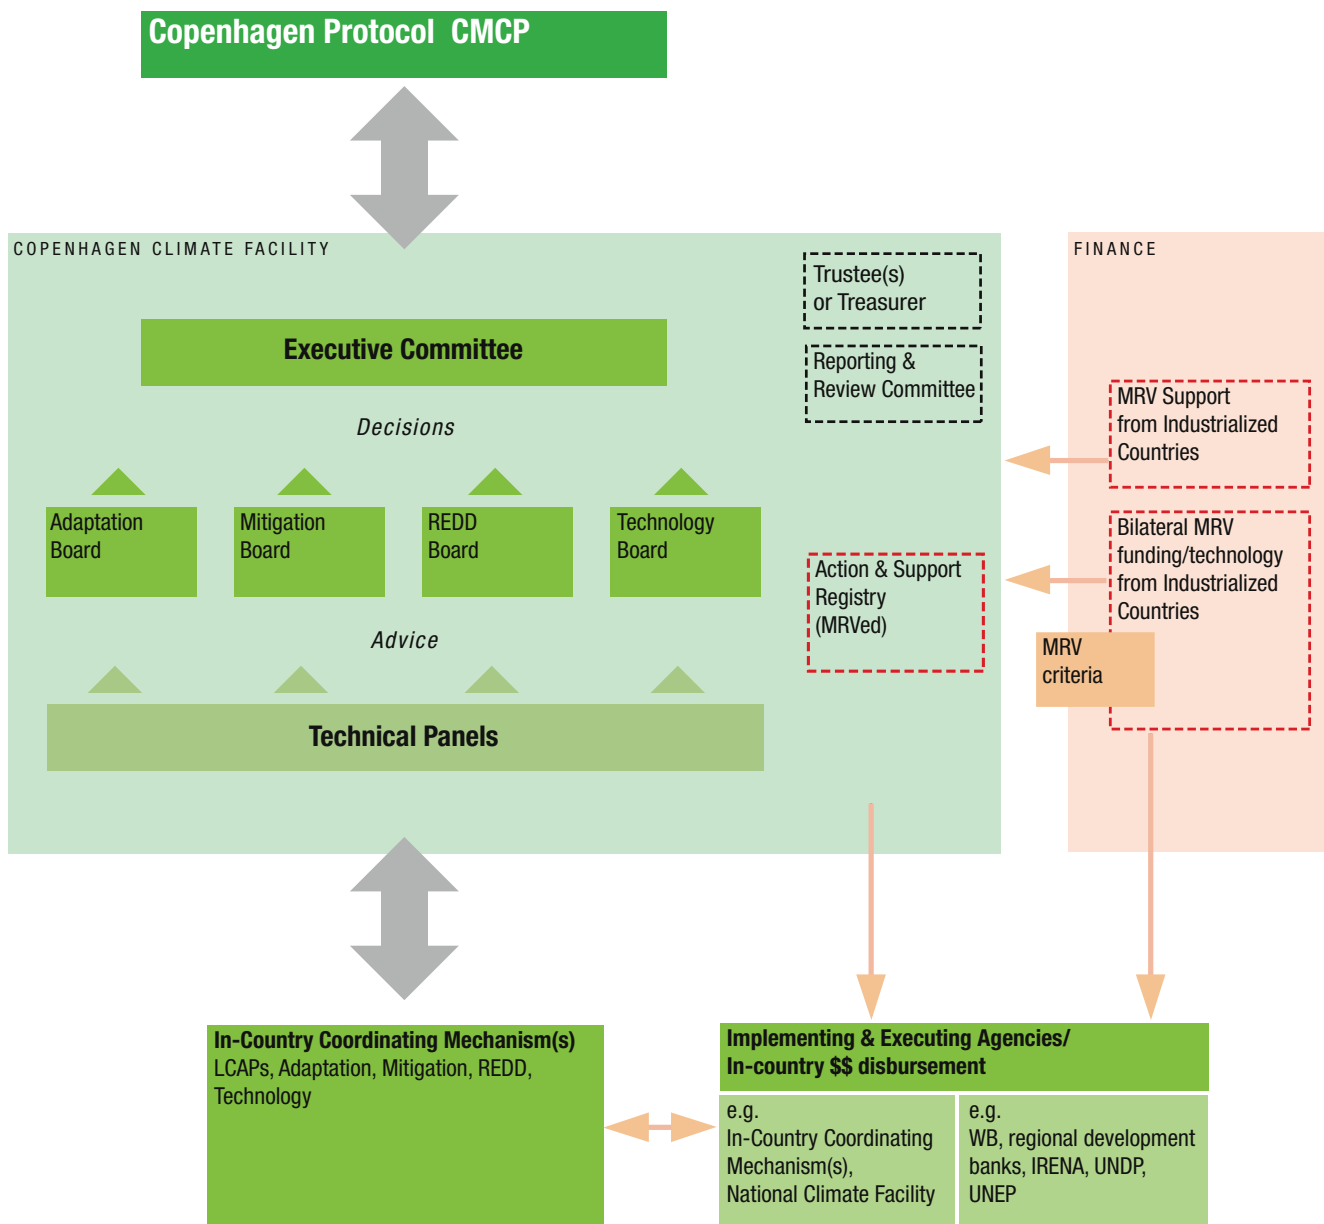 Copenhagen Protocol CMCP
COPENHAGEN CLIMATE FACILITY
Trustee(s)
or Treasurer
Executive Committee
Reporting &
Review Committee
Decisions
Adaptation
Board
Mitigation
Board
REDD
Board
Technology
Board
Action & Support
Registry
(MRVed)
Advice
Technical Panels
FINANCE
MRV Support
from Industrialized
Countries
Bilateral MRV
funding/technology
from Industrialized
Countries
MRV
criteria
In-Country Coordinating Mechanism(s)
LCAPs, Adaptation, Mitigation, REDD,
Technology
Implementing & Executing Agencies/
In-country $$ disbursement
e.g.
In-Country Coordinating
Mechanism(s),
National Climate Facility
e.g.
WB, regional development
banks, IRENA, UNDP,
UNEP